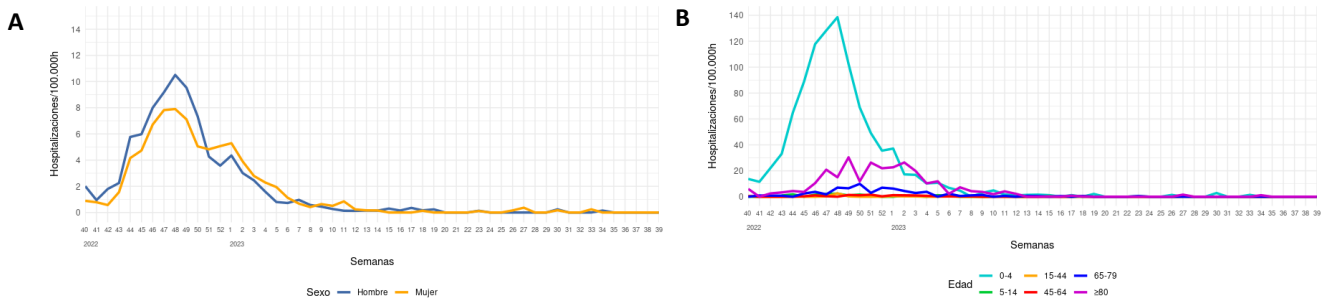 A
Hospitalizaciones/100.000h
14
12
10
8
6
4
2
0
40 41 42 43 44 45 46 47 48 49 50 51 52 1 2 3 4 5 6 7 8 9 10 11 12 13 14 15 16 17 18 19 20 21 22 23 24 25 26 27 28 29 30 31 32 33 34 35 36 37 38 39
2022 2023
Semanas
Sexo Hombre Mujer
B
Hospitalizaciones/100.000h
140
120
100
80
60
40
20
0
40 41 42 43 44 45 46 47 48 49 50 51 52 1 2 3 4 5 6 7 8 9 10 11 12 13 14 15 16 17 18 19 20 21 22 23 24 25 26 27 28 29 30 31 32 33 34 35 36 37 38 39
2022 2023
Semanas
Edad 0-4 15-44 65-79
5-14 45-64 ≥80